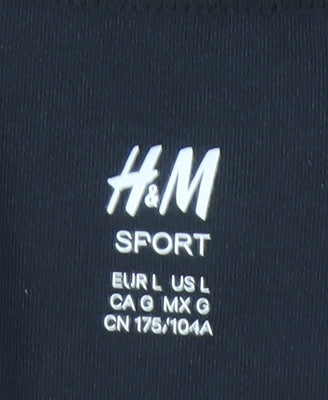 H&M
SPORT
EUR L US L
CA G MX G
CN 175/104A